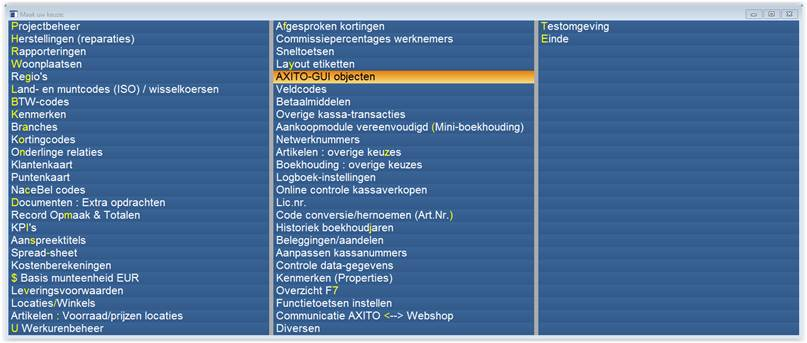 Maak uw keuze:
Projectbeheer
Herstellingen (reparaties)
Rapporteringen
Woonplaatsen
Regio's
Land- en muntcodes (ISO) / wisselkoersen
BTW-codes
Kenmerken
Branches
Kortingcodes
Onderlinge relaties
Klantenkaart
Puntenkaart
NaceBel codes
Documenten : Extra opdrachten
Record Opmaak & Totalen
KPI's
Aanspreektitels
Spread-sheet
Kostenberekeningen
$ Basis munteenheid EUR
Leveringsvoorwaarden
Locaties/Winkels
Artikelen : Voorraad/prijzen locaties
U Werkurenbeheer
Afgesproken kortingen
Commissiepercentages werknemers
Sneltoetsen
Layout etiketten
AXITO-GUI objecten
Veldcodes
Betaalmiddelen
Overige kassa-transacties
Aankoopmodule vereenvoudigd (Mini-boekhouding)
Netwerknummers
Artikelen : overige keuzes
Boekhouding : overige keuzes
Logboek-instellingen
Online controle kassaverkopen
Lic.nr.
Code conversie/hernoemen (Art.Nr.)
Historiek boekhoudjaren
Beleggingen/aandelen
Aanpassen kassanummers
Controle data-gegevens
Kenmerken (Properties)
Overzicht F7
Functietoetsen instellen
Communicatie AXITO <--> Webshop
Diversen
Testomgeving
Einde